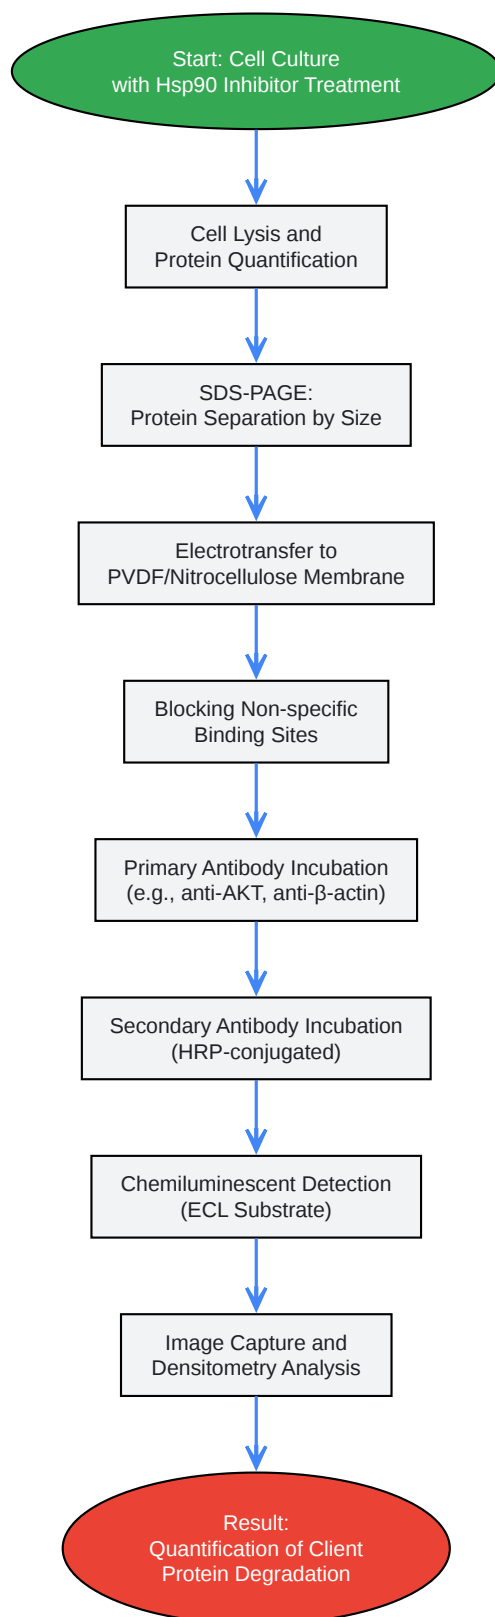 Start: Cell Culture
with Hsp90 Inhibitor Treatment
Cell Lysis and
Protein Quantification
SDS-PAGE:
Protein Separation by Size
Electrotransfer to
PVDF/Nitrocellulose Membrane
Blocking Non-specific
Binding Sites
Primary Antibody Incubation
(e.g., anti-AKT, anti-β-actin)
Secondary Antibody Incubation
(HRP-conjugated)
Chemiluminescent Detection
(ECL Substrate)
Image Capture and
Densitometry Analysis
Result:
Quantification of Client
Protein Degradation